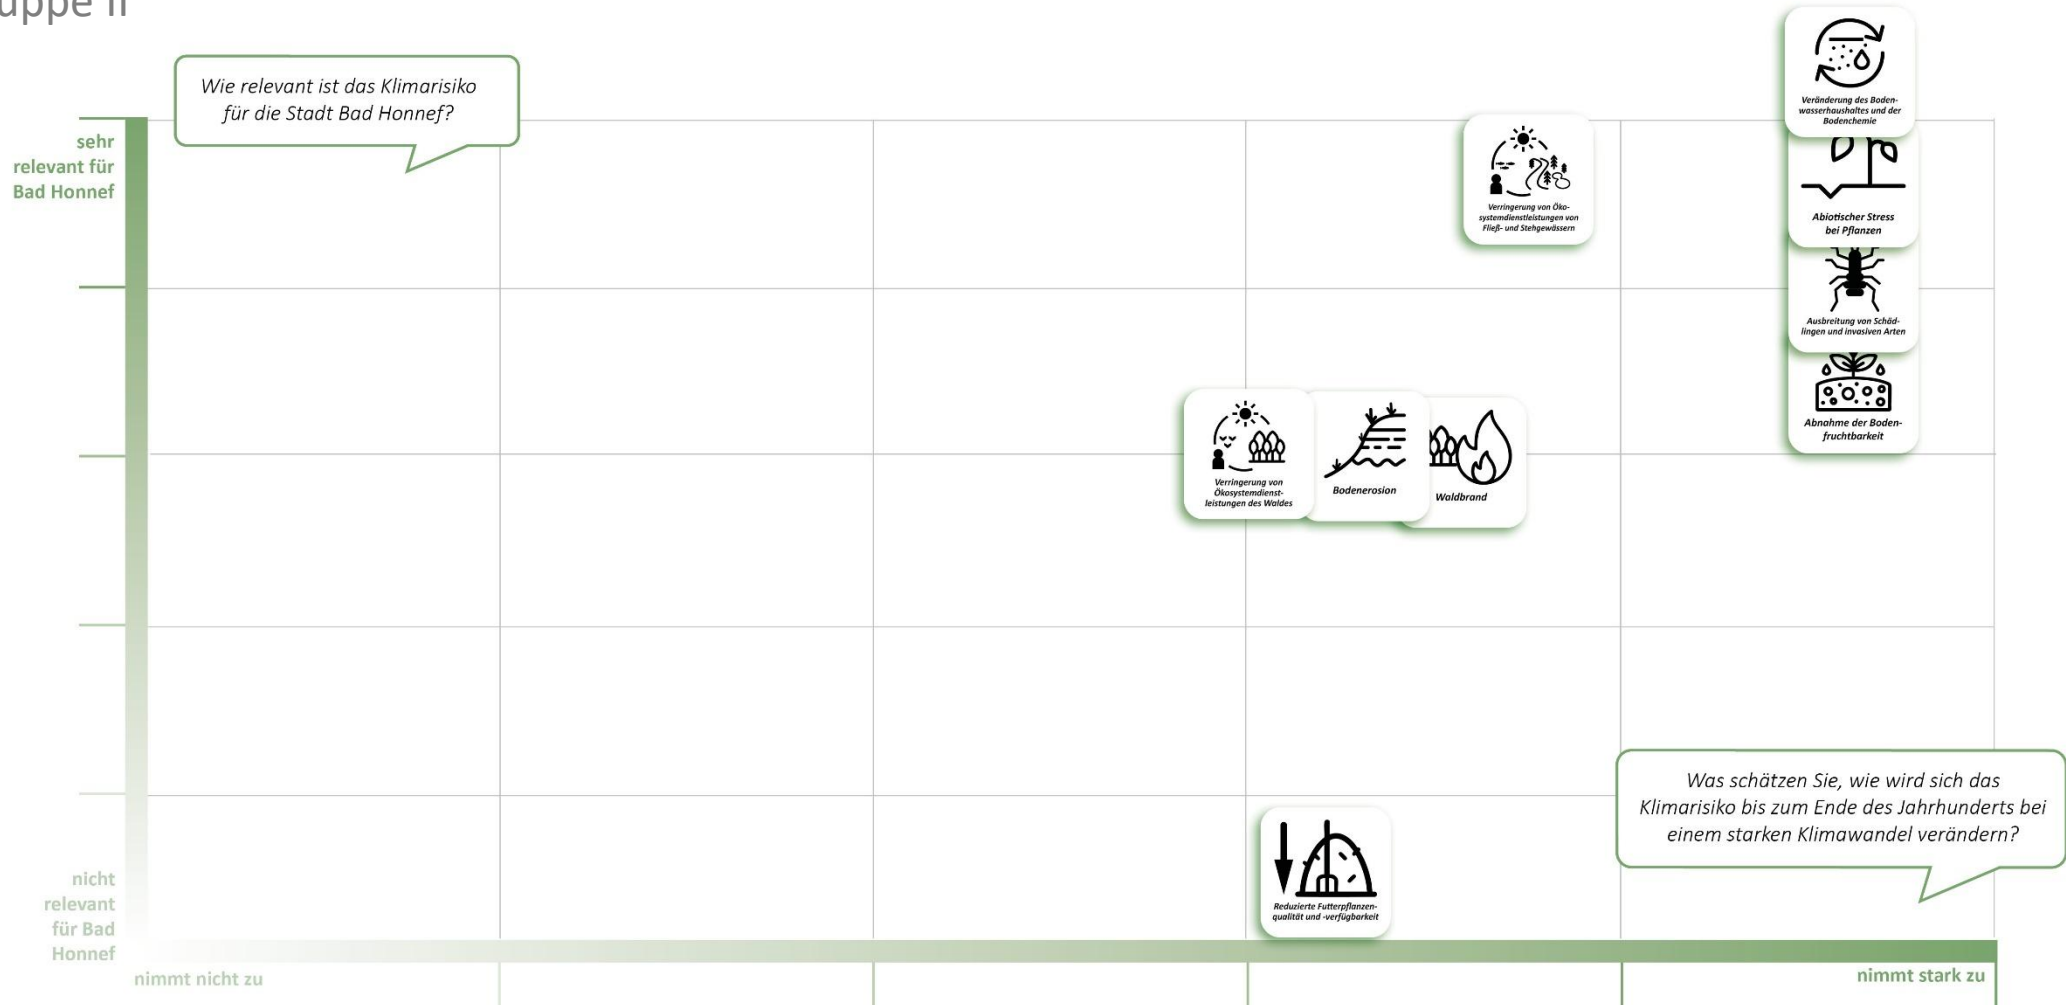 Wie relevant ist das Klimarisiko
für die Stadt Bad Honnef?
sehr
relevant für
Bad Honnef
Veränderung des Boden-
wasserhaushaltes und der
Bodenchemie
Verringerung von Öko-
systemdienstleistungen von
Fließ- und Stehgewässern
Abiotischer Stress
bei Pflanzen
Ausbreitung von Schäd-
lingen und invasiven Arten
Abnahme der Boden-
fruchtbarkeit
Verringerung von
Ökosystemdienst-
leistungen des Waldes
Bodenerosion
Waldbrand
Was schätzen Sie, wie wird sich das
Klimarisiko bis zum Ende des Jahrhunderts bei
einem starken Klimawandel verändern?
Reduzierte Futterpflanzen-
qualität und -verfügbarkeit
nicht
relevant
für Bad
Honnef
nimmt nicht zu
nimmt stark zu